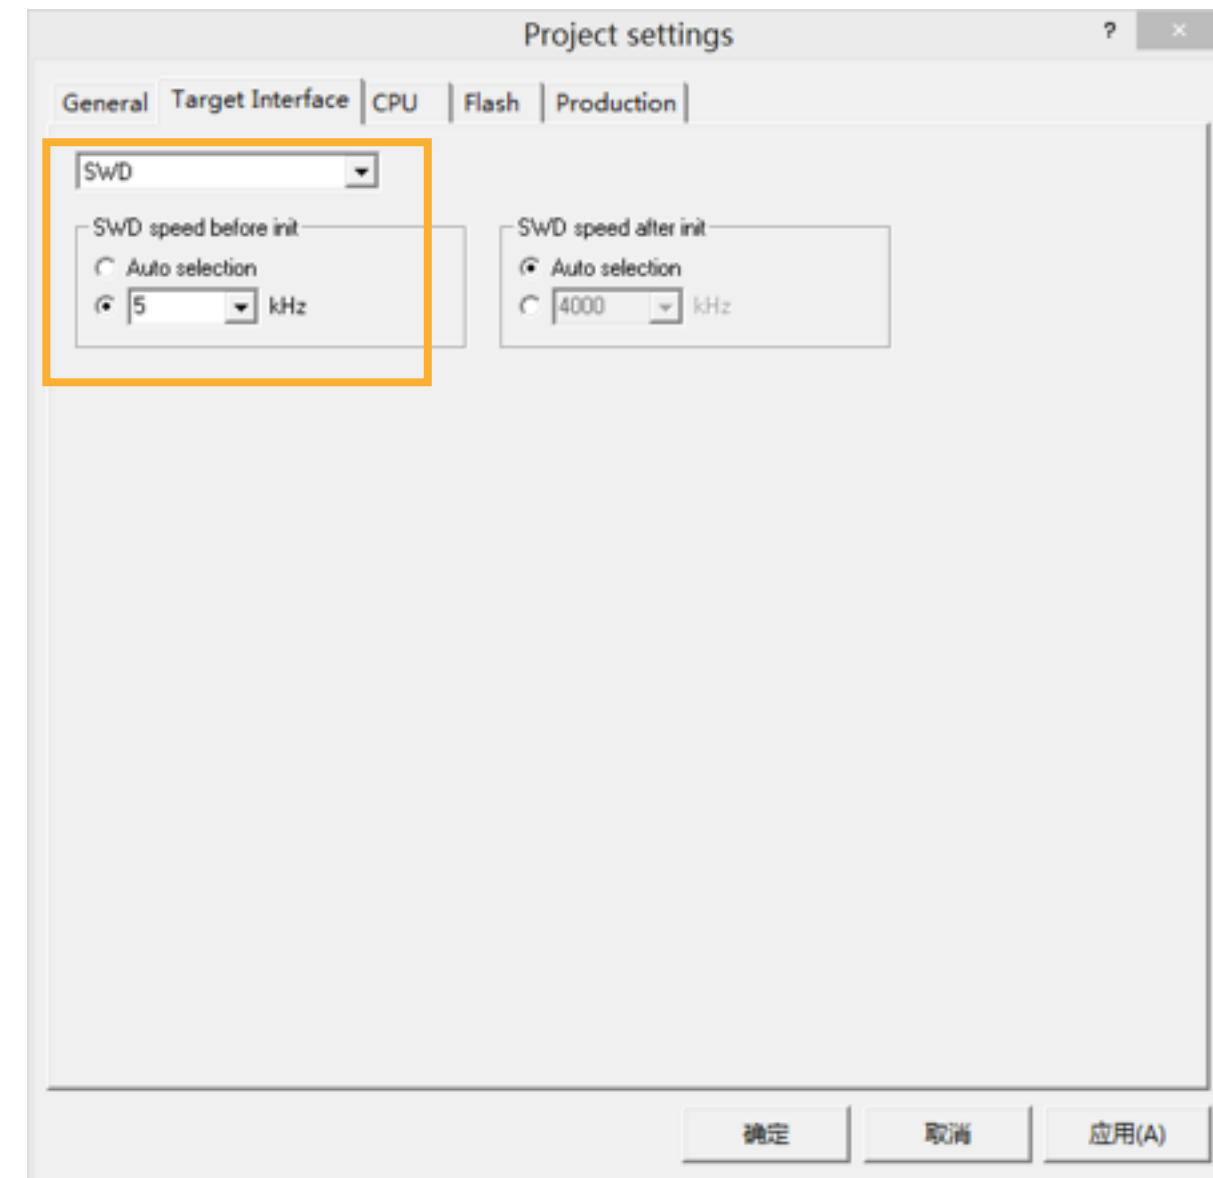 Project settings
?
×
General Target Interface CPU Flash Production
SWD
SWD speed before init
Auto selection
5 kHz
SWD speed after init
Auto selection
4000 kHz
确定 取消 应用(A)